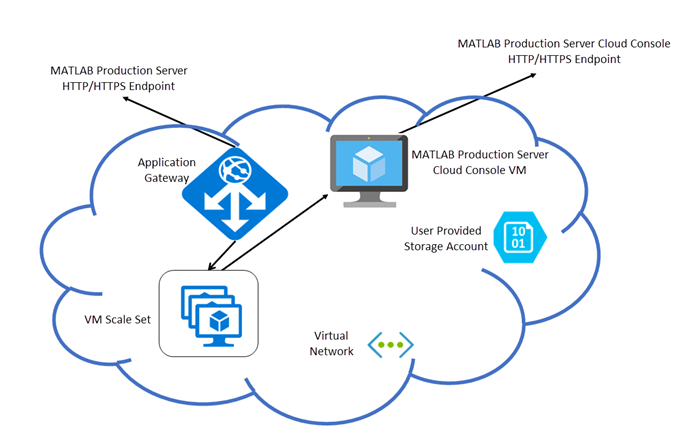 MATLAB Production Server Cloud Console
HTTP/HTTPS Endpoint
MATLAB Production Server
HTTP/HTTPS Endpoint
Application
Gateway
MATLAB Production Server
Cloud Console VM
User Provided
Storage Account
10
01
VM Scale Set
Virtual
Network